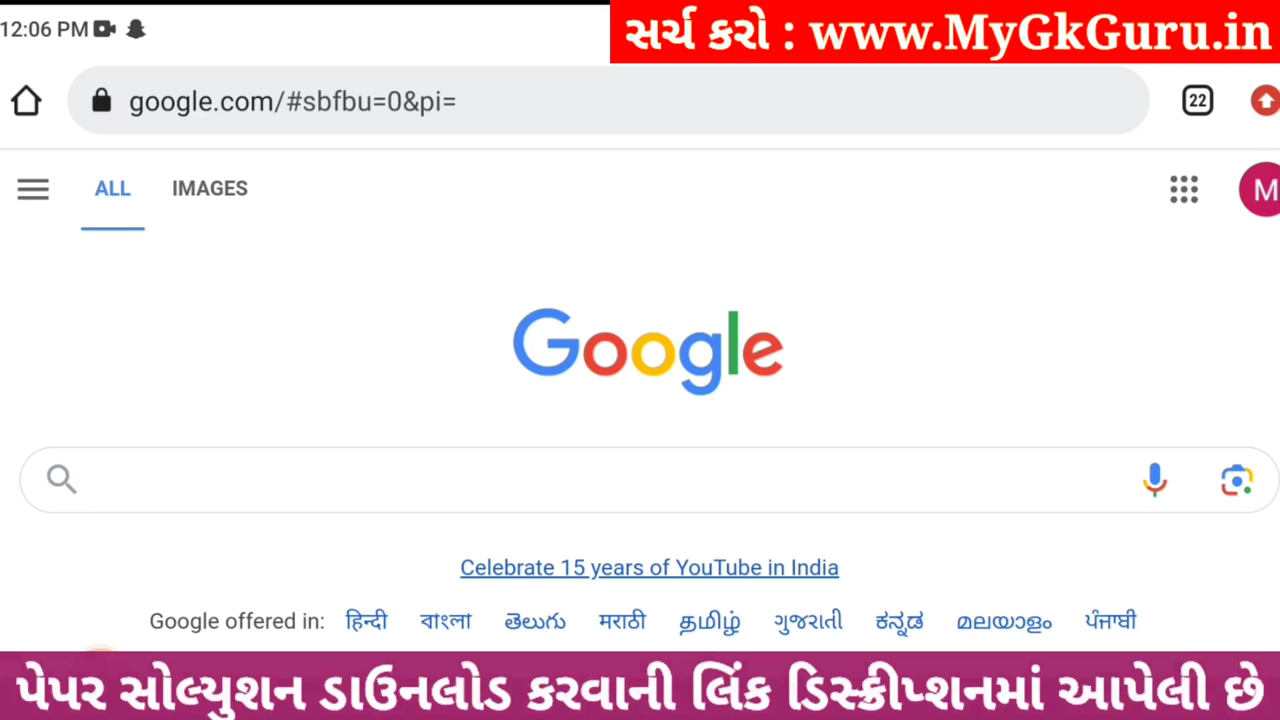 12:06 PM
સર્ચ કરો : www.MyGkGuru.in
google.com/#sbfbu=0&pi=
22
ALL IMAGES
M
Google
Celebrate 15 years of YouTube in India
Google offered in: हिन्दी বাংলা తెలుగు मराठी தமிழ் ગુજરાતી ಕನ್ನಡ മലയാളം ਪੰਜਾਬੀ
પેપર સોલ્યુશન ડાઉનલોડ કરવાની લિંક ડિસ્ક્રીપ્શનમાં આપેલી છે